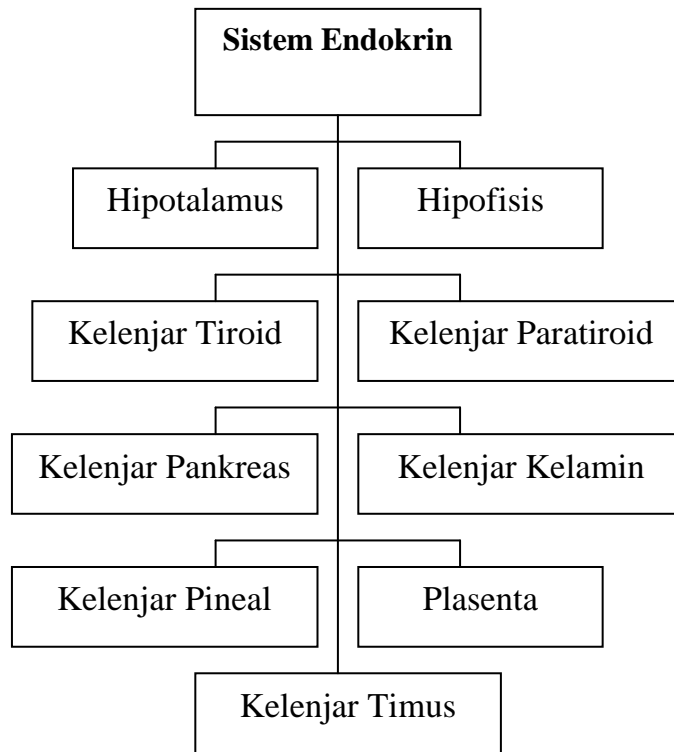 Sistem Endokrin
Hipotalamus
Hipofisis
Kelenjar Tiroid
Kelenjar Paratiroid
Kelenjar Pankreas
Kelenjar Kelamin
Kelenjar Pineal
Plasenta
Kelenjar Timus